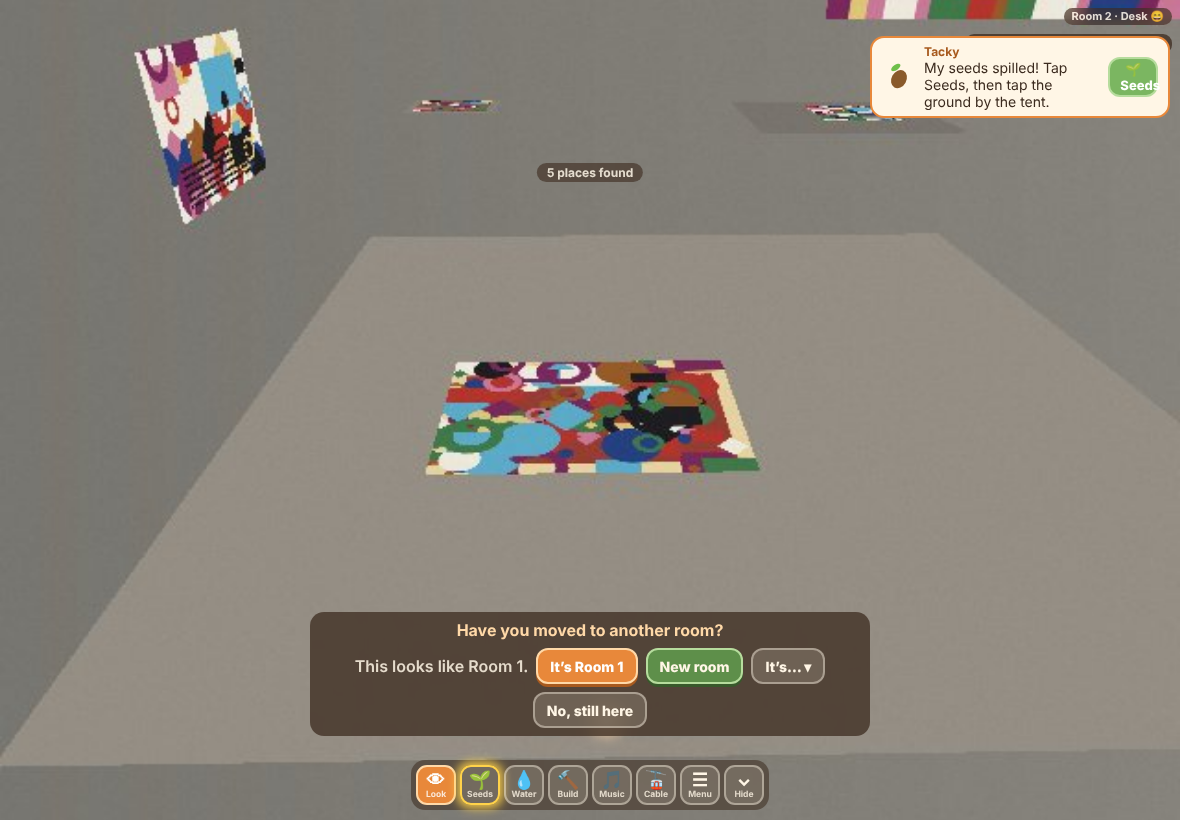 Room 2 · Desk 😄
Tacky
My seeds spilled! Tap
Seeds, then tap the
ground by the tent.
Seeds
5 places found
Have you moved to another room?
This looks like Room 1.
It's Room 1
New room
It's... ▾
No, still here
Look
Seeds
Water
Build
Music
Cable
Menu
Hide